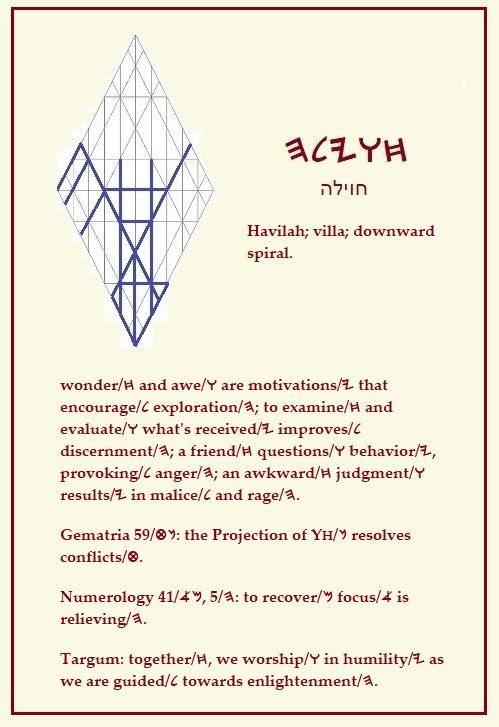 𐤇𐤅𐤉𐤋𐤄
חוילה
Havilah; villa; downward
spiral.
wonder/𐤇 and awe/𐤅 are motivations/𐤉 that
encourage/𐤋 exploration/𐤄; to examine/𐤇 and
evaluate/𐤅 what's received/𐤉 improves/𐤋
discernment/𐤄; a friend/𐤇 questions/𐤅 behavior/𐤉,
provoking/𐤋 anger/𐤄; an awkward/𐤇 judgment/𐤅
results/𐤉 in malice/𐤋 and rage/𐤄.
Gematria 59/𐤍𐤈: the Projection of YH/𐤍 resolves
conflicts/𐤈.
Numerology 41/𐤌𐤀, 5/𐤄: to recover/𐤌 focus/𐤀 is
relieving/𐤄.
Targum: together/𐤇, we worship/𐤅 in humility/𐤉 as
we are guided/𐤋 towards enlightenment/𐤄.